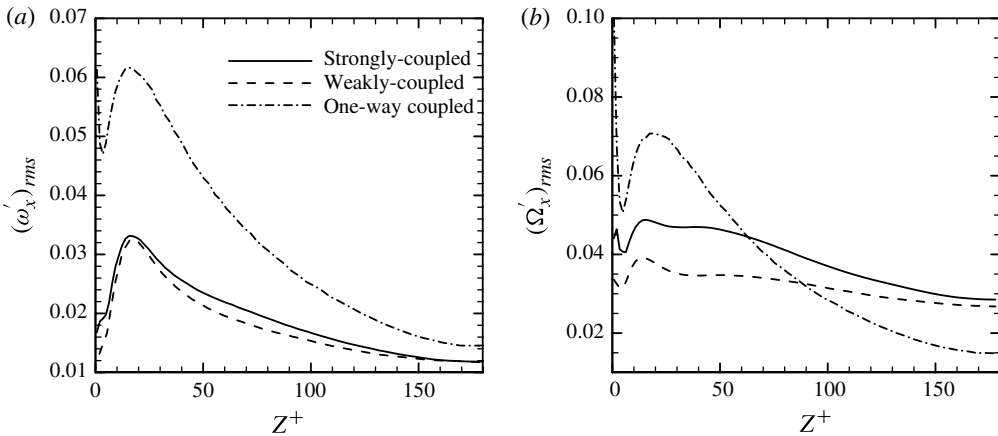 (a)
0.07
0.06
0.05
0.04
0.03
0.02
0.01
(ω′x)rms
0 50 100 150
Z+
Strongly-coupled
Weakly-coupled
One-way coupled
(b)
0.10
0.08
0.06
0.04
0.02
(Ω′x)rms
0 50 100 150
Z+